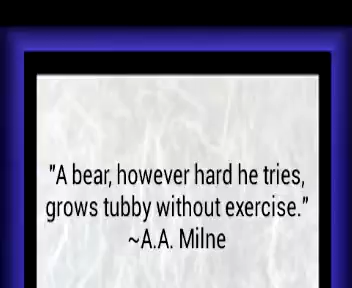 "A bear, however hard he tries,
grows tubby without exercise."
~A.A. Milne